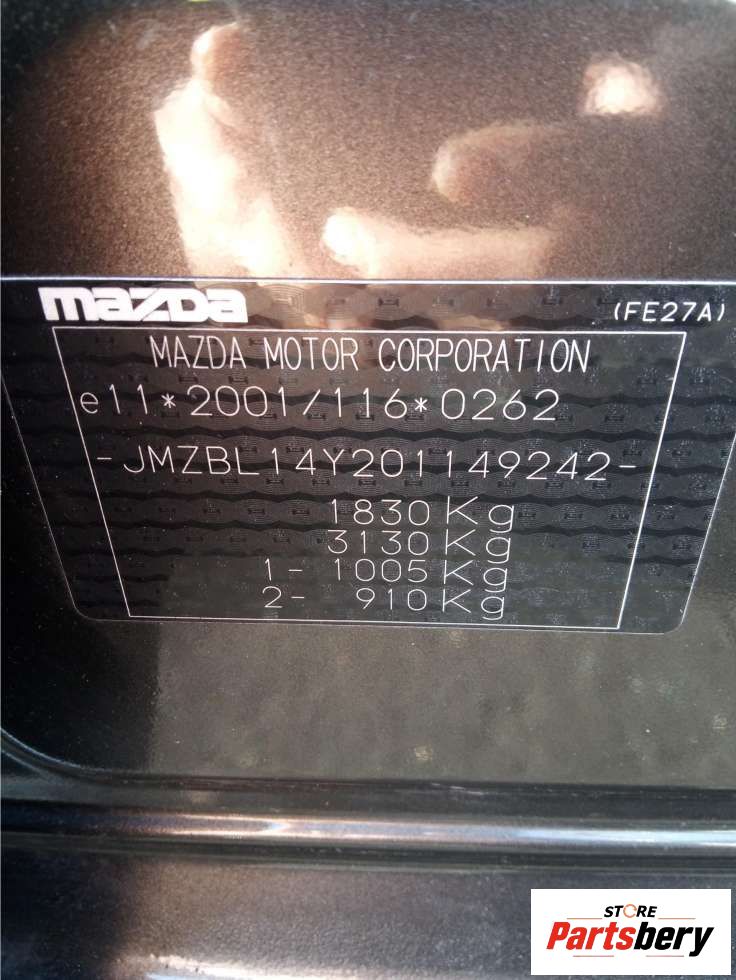 mazda (FE27A)
MAZDA MOTOR CORPORATION
e11*2001/116*0262
-JMZBL14Y201149242-
1830 Kg
3130 Kg
1- 1005 Kg
2- 910 Kg
STORE
Partsbery